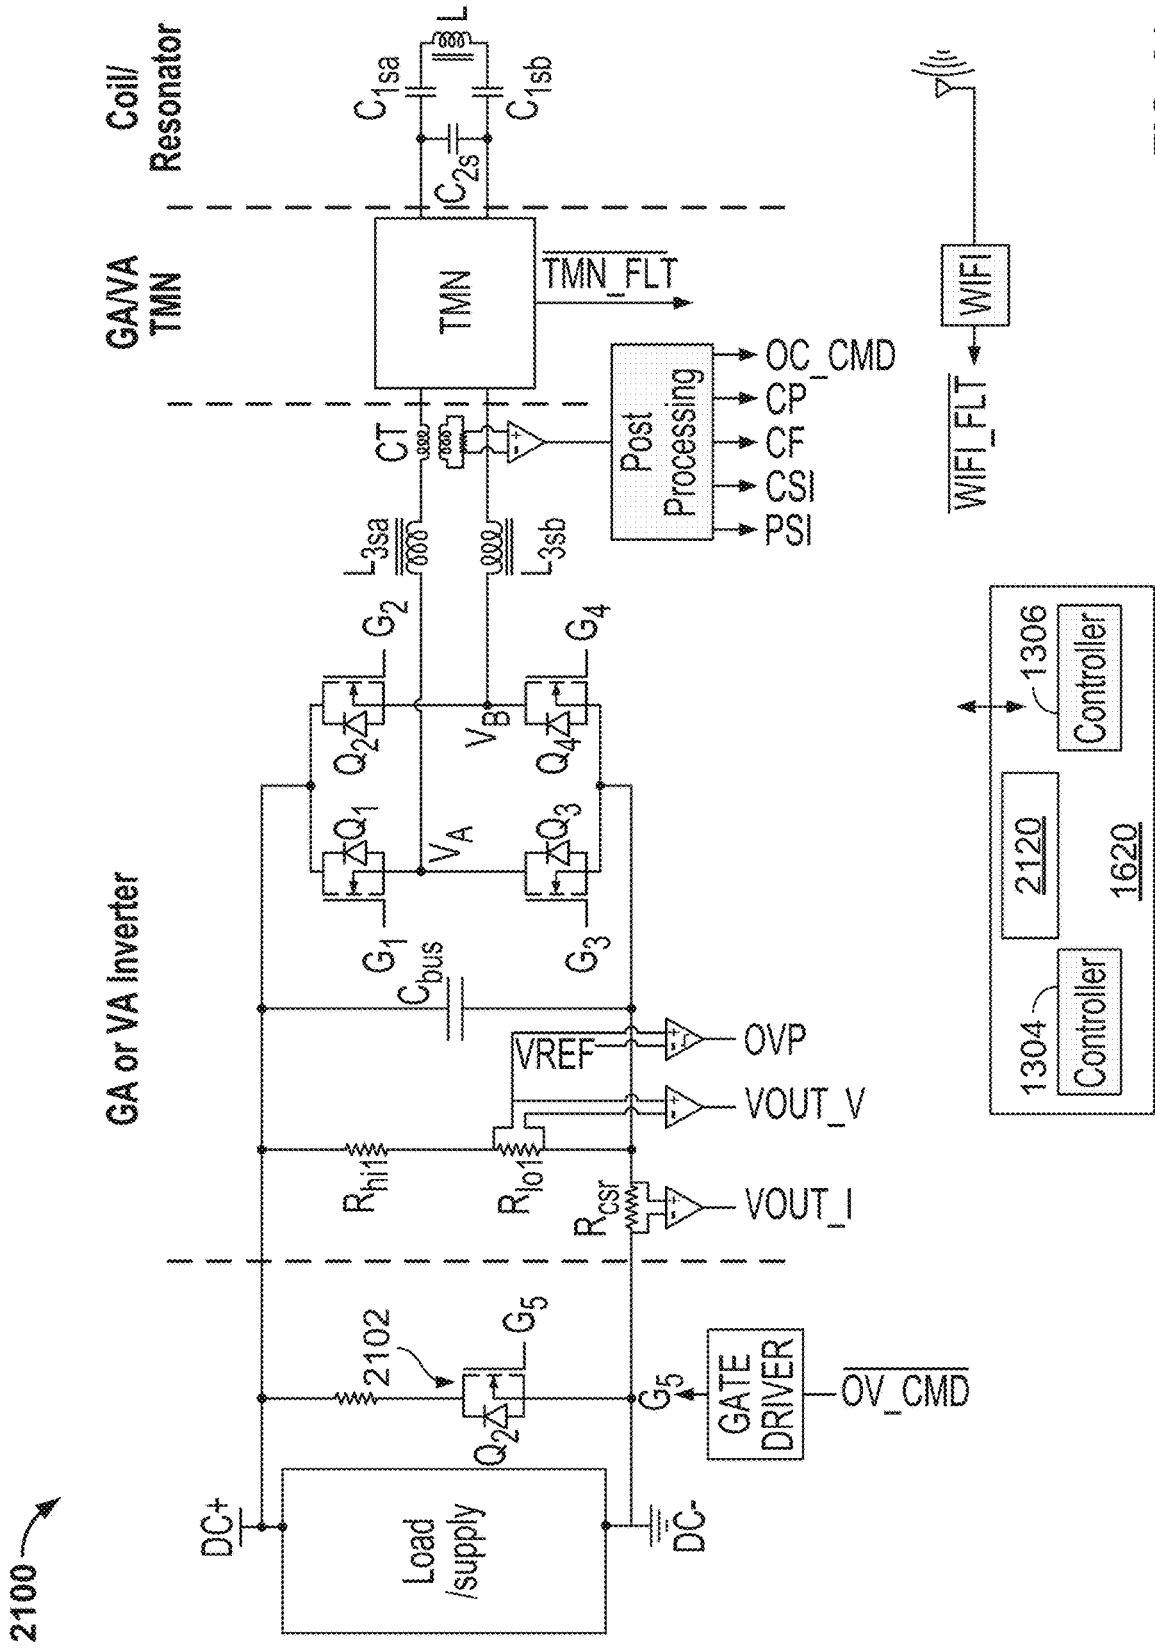 2100
GA or VA Inverter
GA/VA
TMN
Coil/
Resonator
DC+
Load
/supply
DC-
2102
Q2
G5
G5
GATE
DRIVER
OV_CMD
Rhi1
Rlo1
Rcsr
VOUT_I
VOUT_V
VREF
OVP
Cbus
G1
Q1
Q2
G2
VA
VB
G3
Q3
Q4
G4
L3sa
L3sb
CT
Post
Processing
PSI
CSI
CF
CP
OC_CMD
TMN
TMN_FLT
C2s
C1sa
C1sb
L
1304
Controller
2120
1620
1306
Controller
WIFI_FLT
WIFI